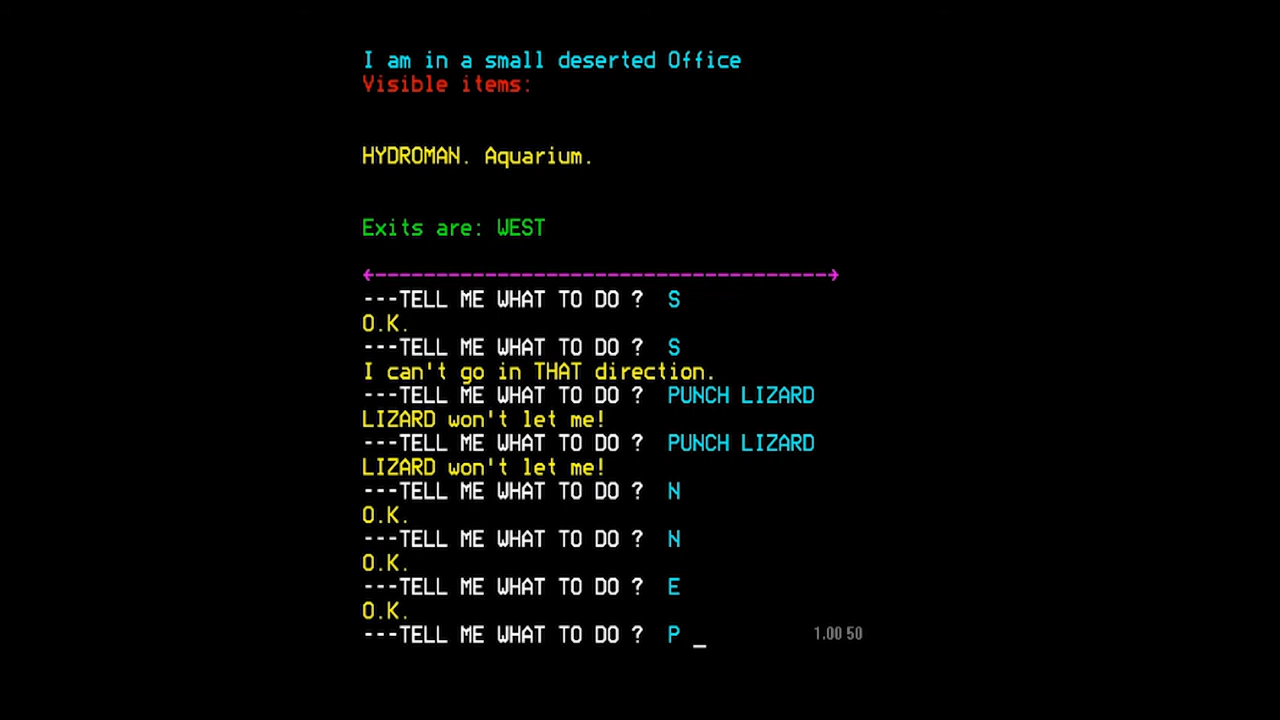 I am in a small deserted Office
Visible items:
HYDROMAN. Aquarium.
Exits are: WEST
---TELL ME WHAT TO DO ? S
O.K.
---TELL ME WHAT TO DO ? S
I can't go in THAT direction.
---TELL ME WHAT TO DO ? PUNCH LIZARD
LIZARD won't let me!
---TELL ME WHAT TO DO ? PUNCH LIZARD
LIZARD won't let me!
---TELL ME WHAT TO DO ? N
O.K.
---TELL ME WHAT TO DO ? N
O.K.
---TELL ME WHAT TO DO ? E
O.K.
---TELL ME WHAT TO DO ? P _
1.00 50